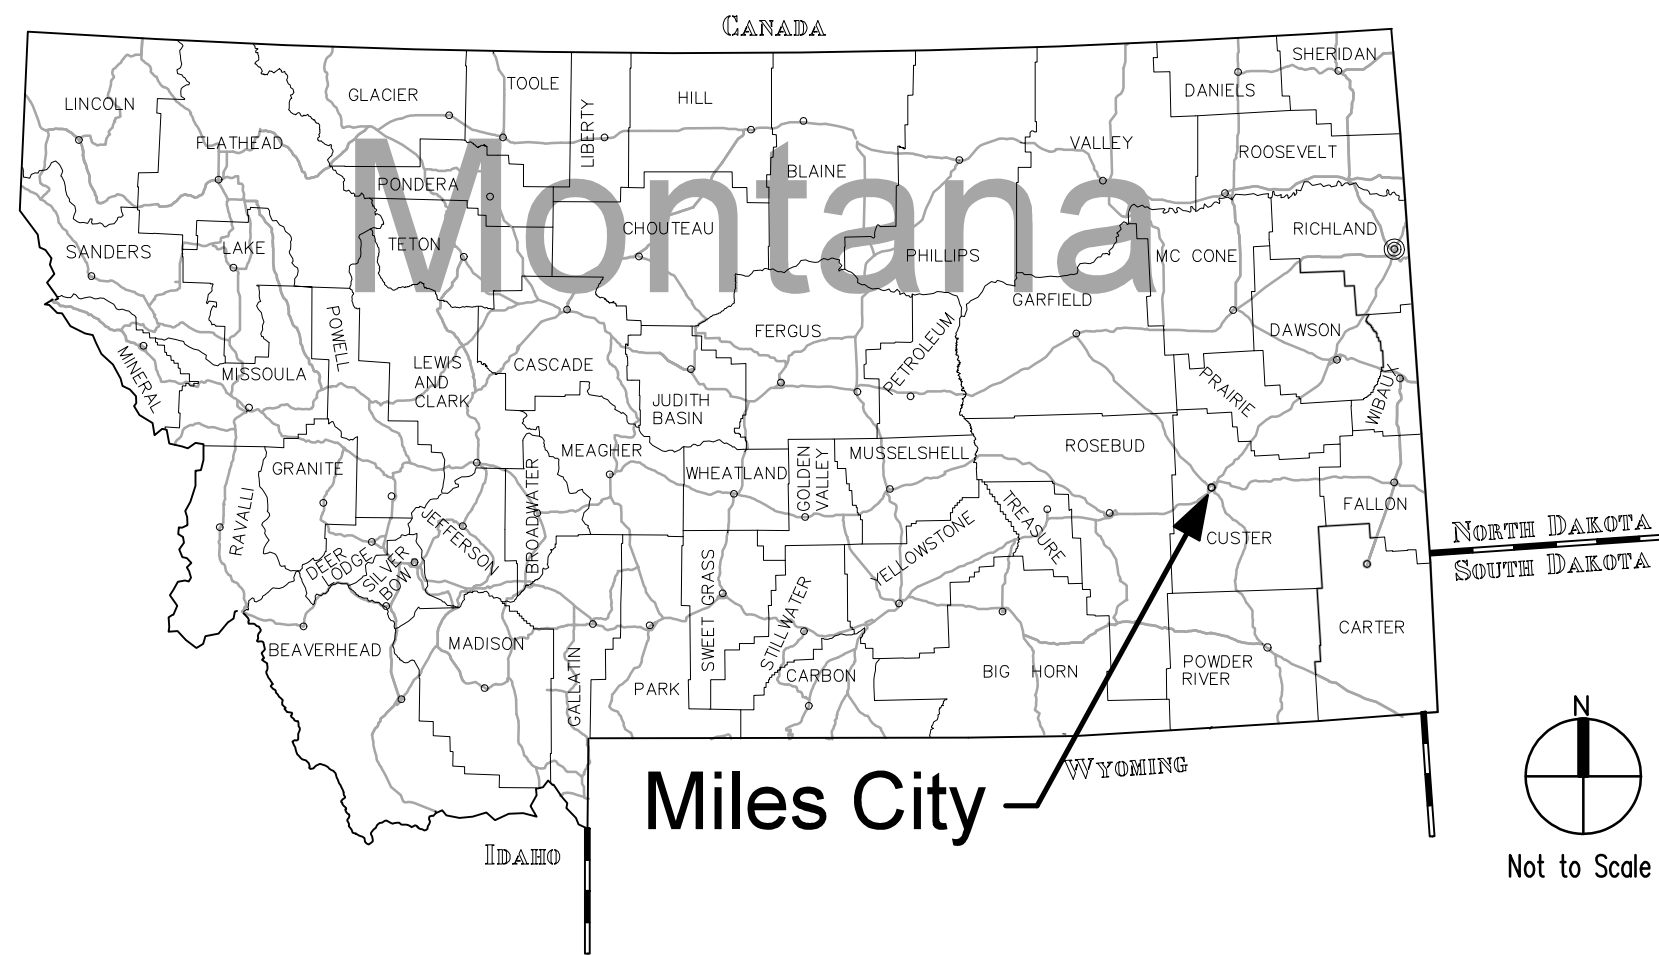 CANADA
Montana
LINCOLN
FLATHEAD
GLACIER
TOOLE
LIBERTY
HILL
BLAINE
VALLEY
DANIELS
SHERIDAN
ROOSEVELT
PONDERA
CHOUTEAU
PHILLIPS
MC CONE
RICHLAND
SANDERS
LAKE
TETON
GARFIELD
DAWSON
MINERAL
MISSOULA
POWELL
LEWIS
AND
CLARK
CASCADE
JUDITH
BASIN
FERGUS
PETROLEUM
PRAIRIE
WIBAUX
GRANITE
RAVALLI
DEER
LODGE
SILVER
BOW
JEFFERSON
BROADWATER
MEAGHER
WHEATLAND
GOLDEN
VALLEY
MUSSELSHELL
ROSEBUD
TREASURE
YELLOWSTONE
CUSTER
FALLON
NORTH DAKOTA
SOUTH DAKOTA
BEAVERHEAD
MADISON
GALLATIN
PARK
SWEET GRASS
STILLWATER
CARBON
BIG HORN
POWDER
RIVER
CARTER
Miles City
WYOMING
IDAHO
N
Not to Scale